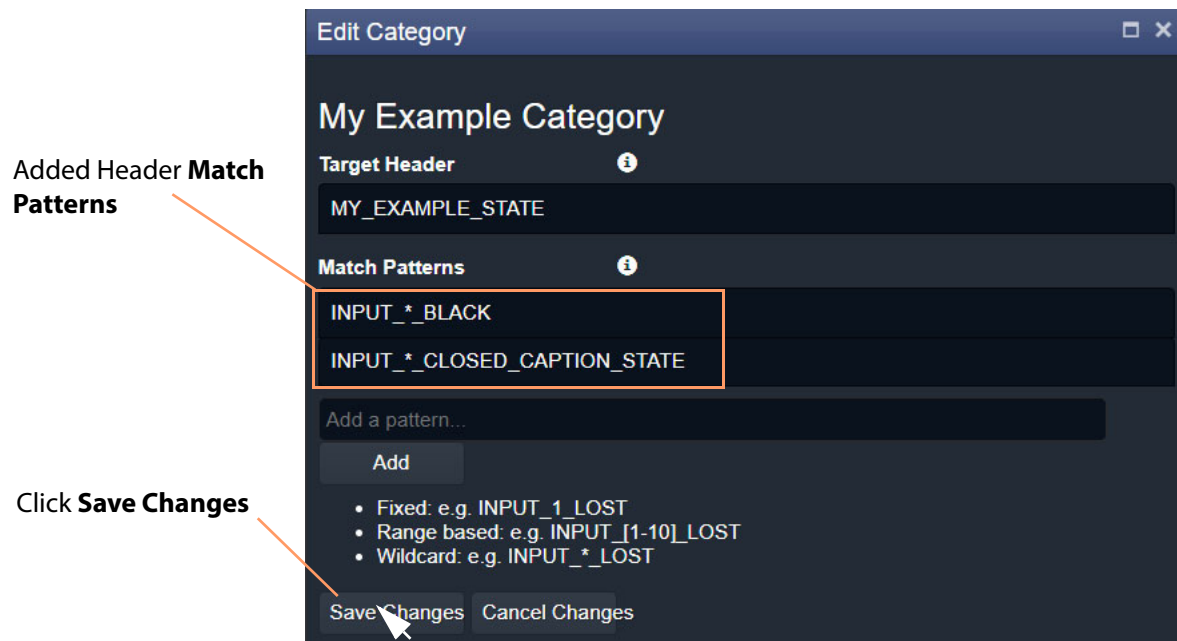 Edit Category
My Example Category
Added Header Match
Patterns
Target Header
MY_EXAMPLE_STATE
Match Patterns
INPUT_*_BLACK
INPUT_*_CLOSED_CAPTION_STATE
Add a pattern...
Add
Click Save Changes
• Fixed: e.g. INPUT_1_LOST
• Range based: e.g. INPUT_[1-10]_LOST
• Wildcard: e.g. INPUT_*_LOST
Save Changes Cancel Changes